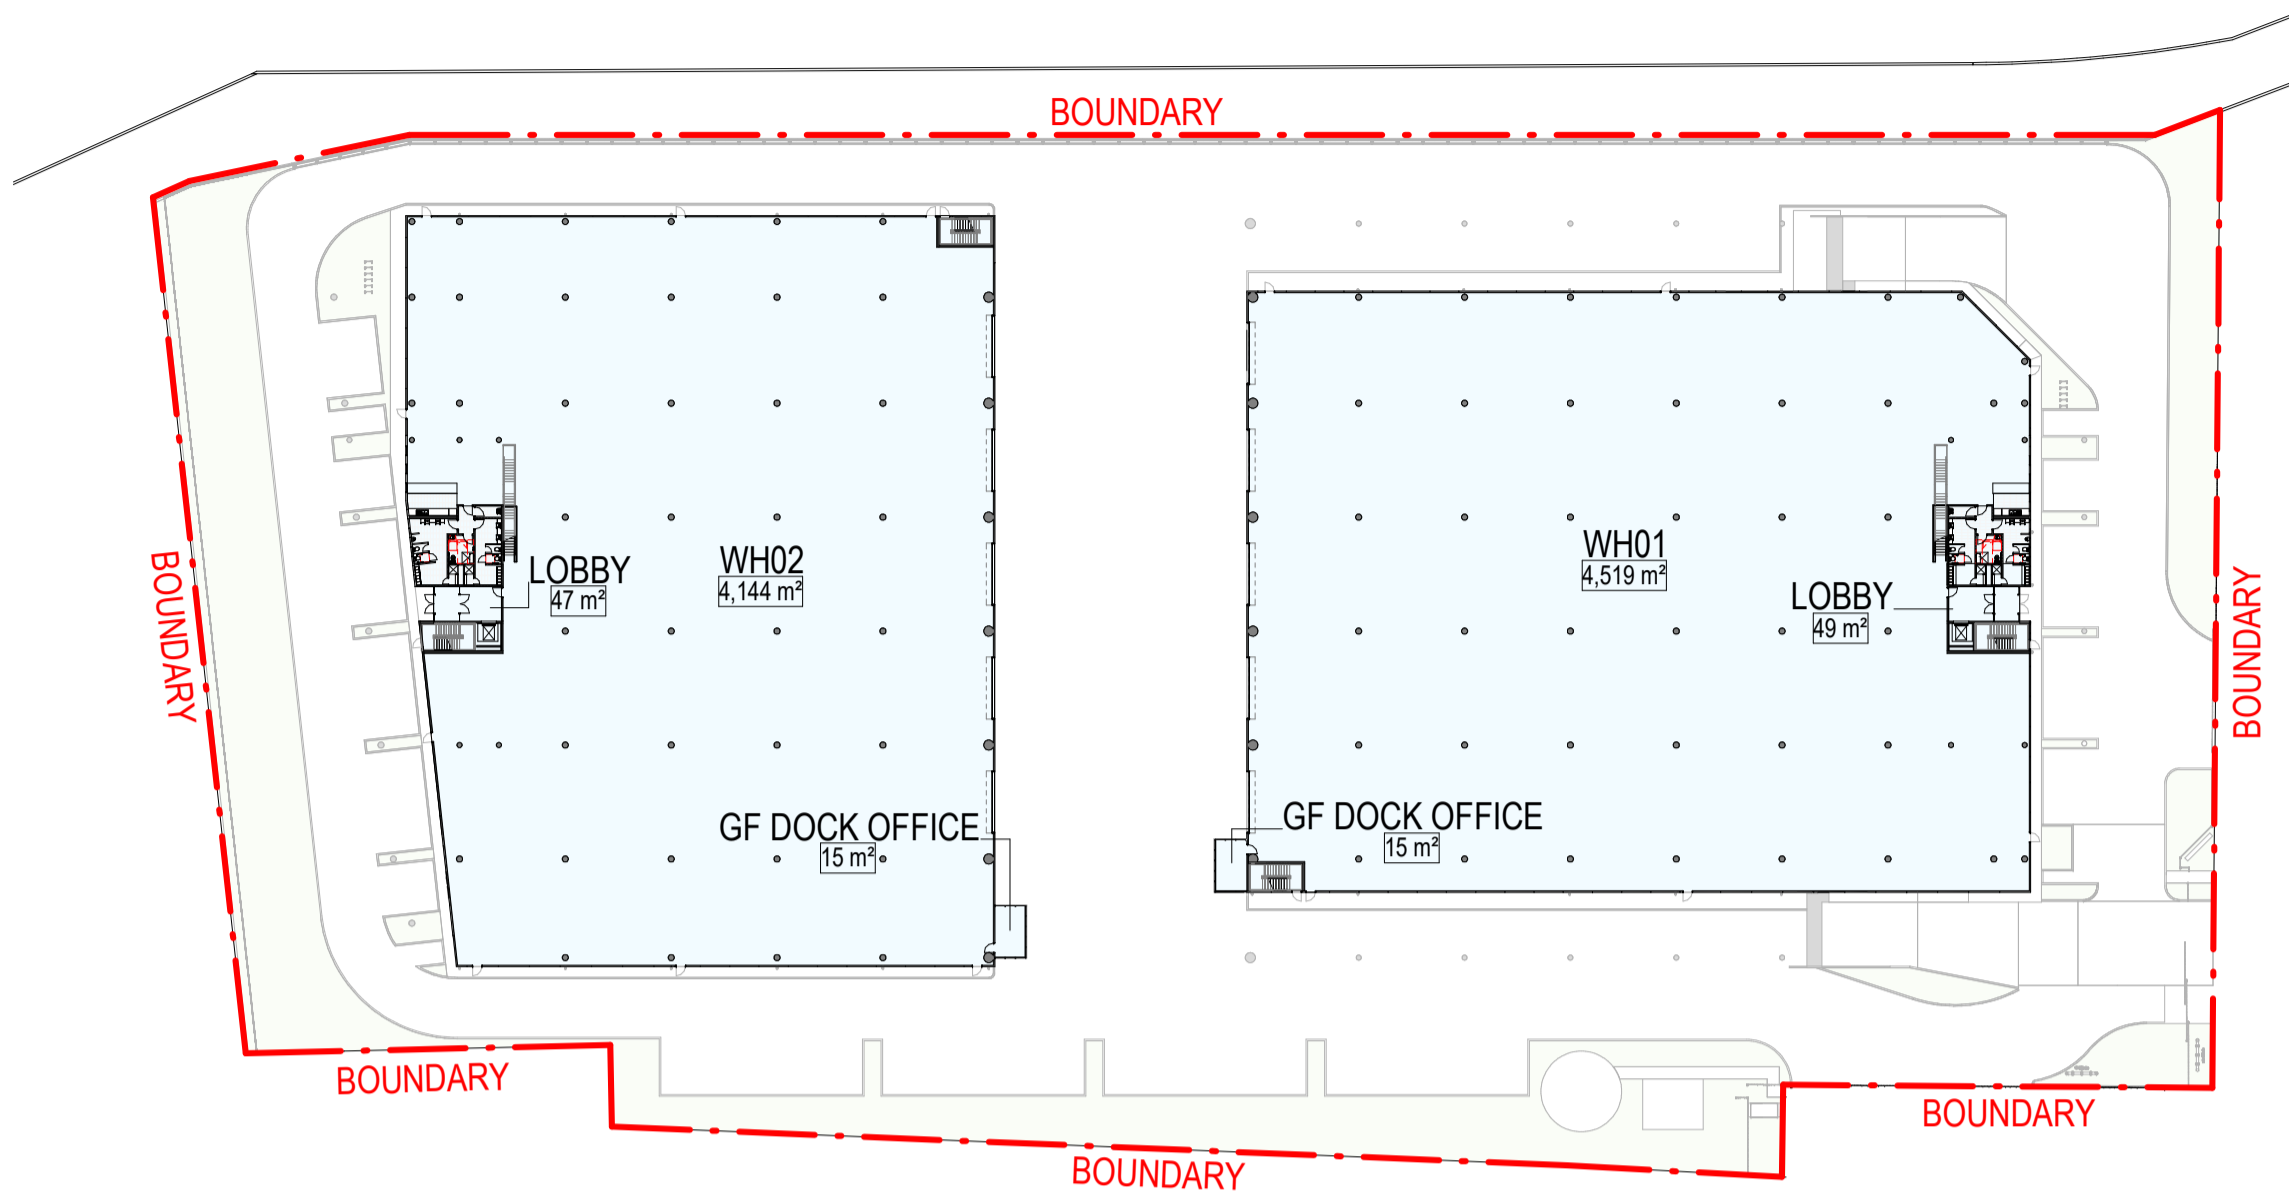 BOUNDARY
WH02
4,144 m²
LOBBY
47 m²
WH01
4,519 m²
LOBBY
49 m²
BOUNDARY
BOUNDARY
GF DOCK OFFICE
15 m²
GF DOCK OFFICE
15 m²
BOUNDARY
BOUNDARY
BOUNDARY